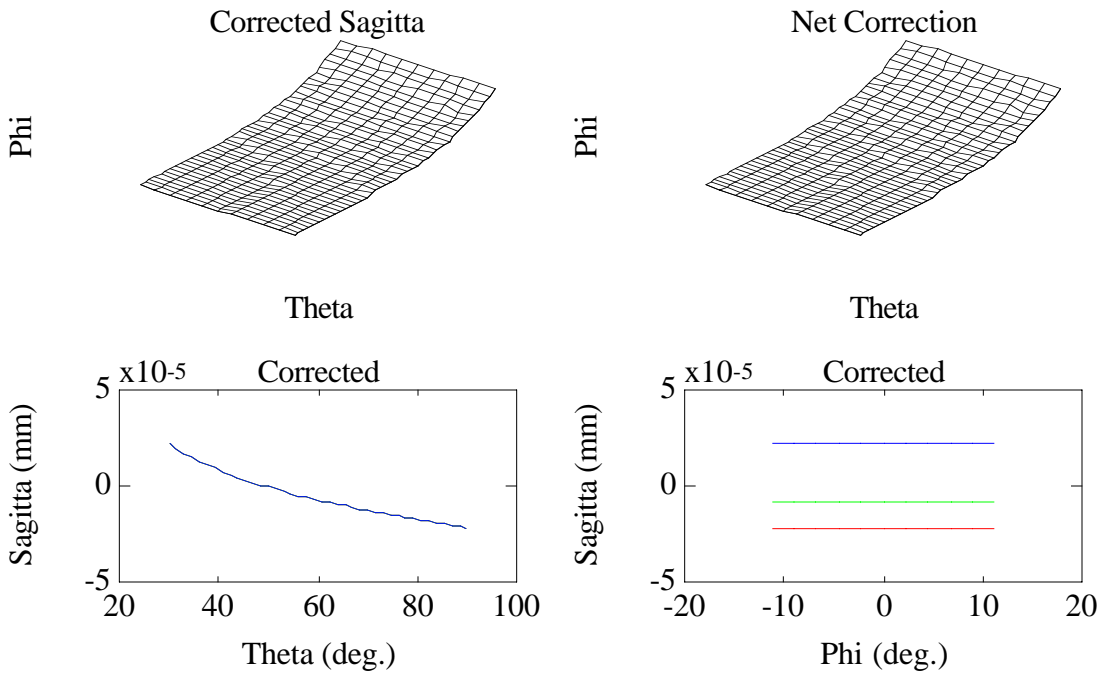 Corrected Sagitta
Phi
Theta
Net Correction
Phi
Theta
x10-5
Corrected
5
0
-5
Sagitta (mm)
20 40 60 80 100
Theta (deg.)
x10-5
Corrected
5
0
-5
Sagitta (mm)
-20 -10 0 10 20
Phi (deg.)